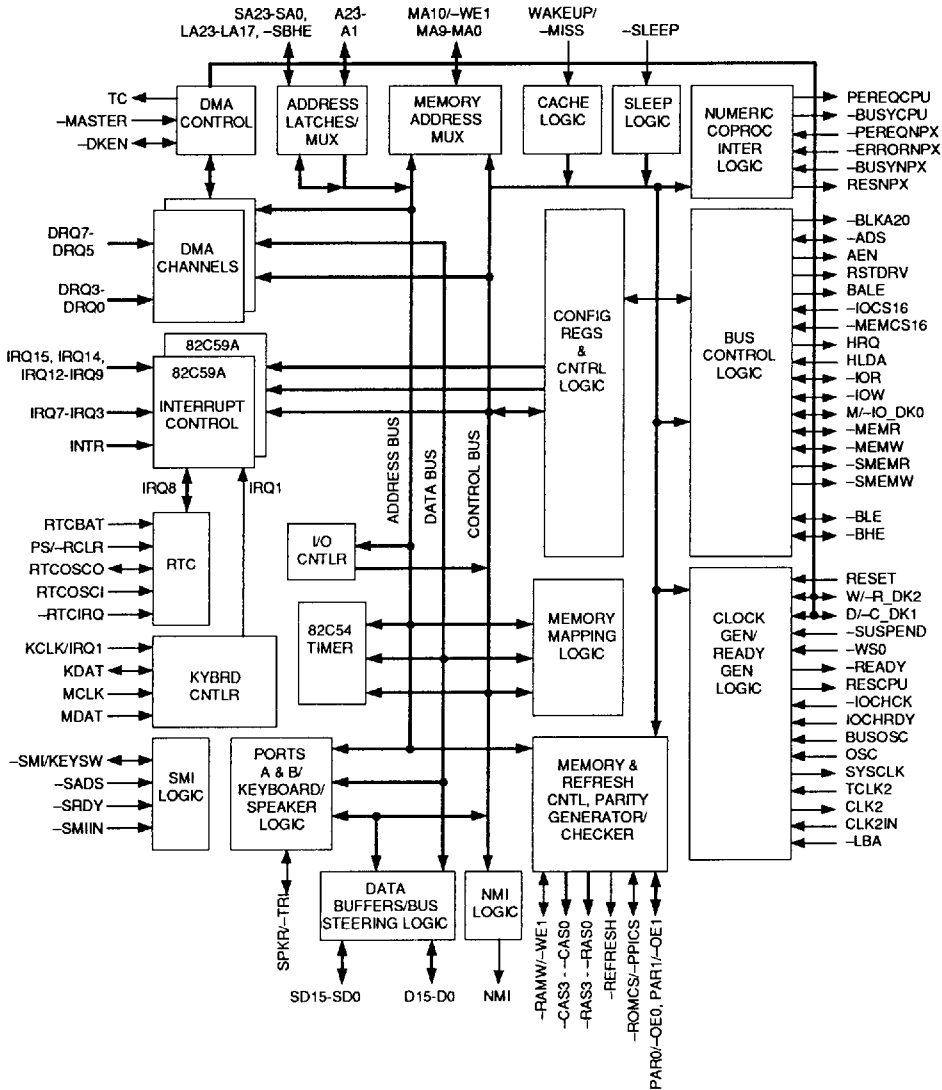 SA23-SA0,
LA23-LA17, –SBHE
A23-
A1
MA10/–WE1
MA9-MA0
WAKEUP/
–MISS
–SLEEP
TC
–MASTER
–DKEN
DMA
CONTROL
ADDRESS
LATCHES/
MUX
MEMORY
ADDRESS
MUX
CACHE
LOGIC
SLEEP
LOGIC
NUMERIC
COPROC
INTER
LOGIC
PEREQCPU
–BUSYCPU
–PEREQNPX
–ERRORNPX
–BUSYNPX
RESNPX
DRQ7-
DRQ5
DRQ3-
DRQ0
DMA
CHANNELS
CONFIG
REGS
&
CNTRL
LOGIC
BUS
CONTROL
LOGIC
–BLKA20
–ADS
AEN
RSTDRV
BALE
–IOCS16
–MEMCS16
HRQ
HLDA
–IOR
–IOW
M/–IO_DK0
–MEMR
–MEMW
–SMEMR
–SMEMW
–BLE
–BHE
IRQ15, IRQ14,
IRQ12-IRQ9
IRQ7-IRQ3
INTR
82C59A
82C59A
INTERRUPT
CONTROL
IRQ8
IRQ1
ADDRESS BUS
DATA BUS
CONTROL BUS
RTCBAT
PS/–RCLR
RTCOSCO
RTCOSCI
–RTCIRQ
RTC
I/O
CNTLR
82C54
TIMER
MEMORY
MAPPING
LOGIC
CLOCK
GEN/
READY
GEN
LOGIC
RESET
W/–R_DK2
D/–C_DK1
–SUSPEND
–WS0
–READY
RESCPU
–IOCHCK
IOCHRDY
BUSOSC
OSC
SYSCLK
TCLK2
CLK2
CLK2IN
–LBA
KCLK/IRQ1
KDAT
MCLK
MDAT
KYBRD
CNTLR
–SMI/KEYSW
–SADS
–SRDY
–SMIIN
SMI
LOGIC
PORTS
A & B/
KEYBOARD/
SPEAKER
LOGIC
MEMORY &
REFRESH
CNTL, PARITY
GENERATOR/
CHECKER
SPKR/–TRI
DATA
BUFFERS/BUS
STEERING LOGIC
NMI
LOGIC
SD15-SD0
D15-D0
NMI
–RAMW/–WE1
–CAS3 - –CAS0
–RAS3 - –RAS0
–REFRESH
–ROMCS/–PPICS
PAR0/–OE0, PAR1/–OE1